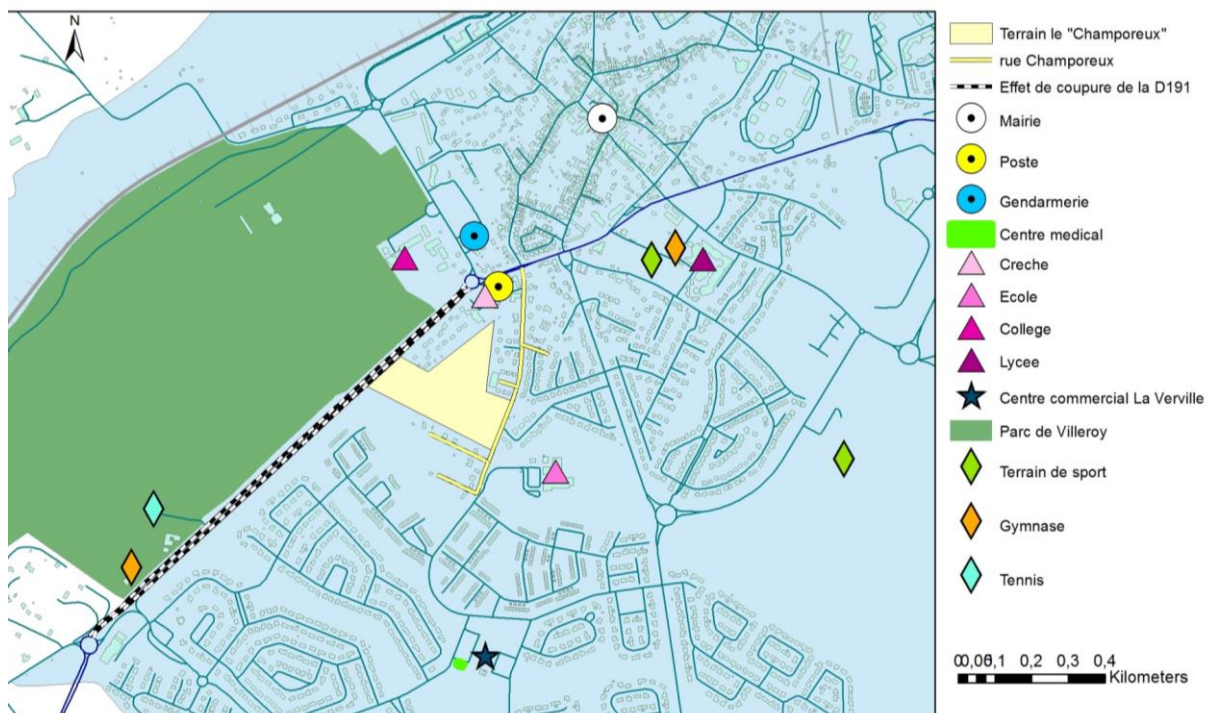 N
Terrain le "Champoreux"
rue Champoreux
Effet de coupure de la D191
Mairie
Poste
Gendarmerie
Centre medical
Creche
Ecole
College
Lycee
Centre commercial La Verville
Parc de Villeroy
Terrain de sport
Gymnase
Tennis
0,1 0,2 0,3 0,4
Kilometers